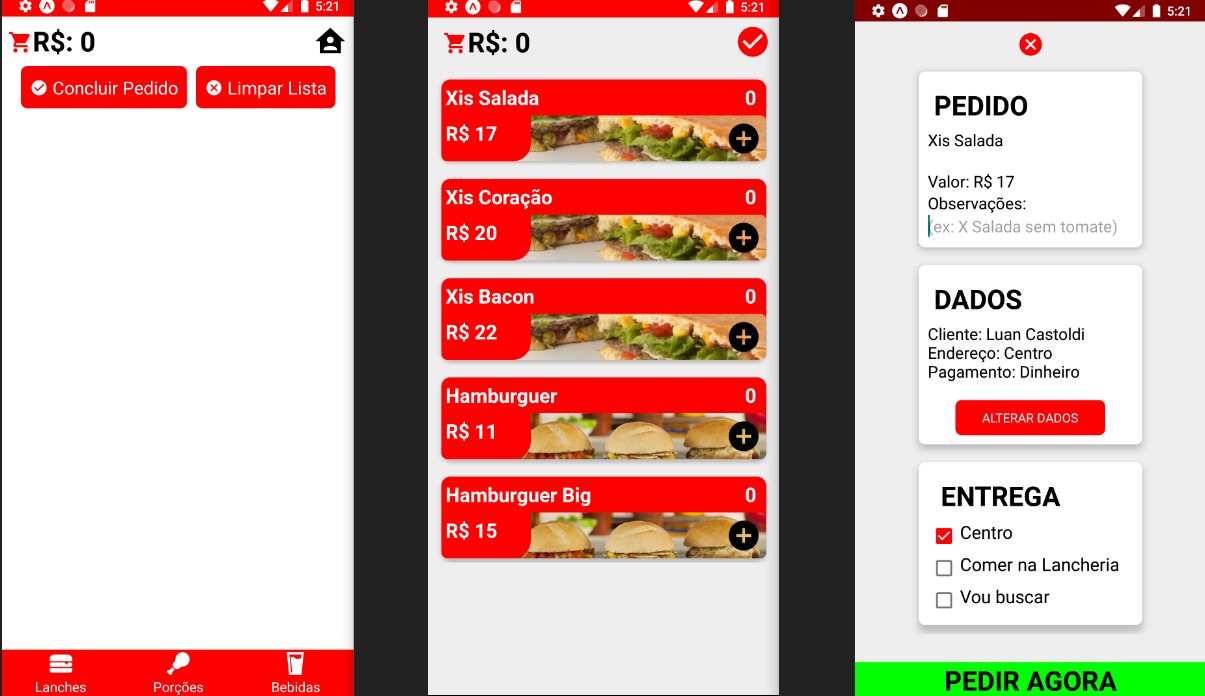 5:21
R$: 0
Concluir Pedido
Limpar Lista
Lanches
Porções
Bebidas
5:21
R$: 0
Xis Salada 0
R$ 17
Xis Coração 0
R$ 20
Xis Bacon 0
R$ 22
Hamburguer 0
R$ 11
Hamburguer Big 0
R$ 15
5:21
PEDIDO
Xis Salada
Valor: R$ 17
Observações:
(ex: X Salada sem tomate)
DADOS
Cliente: Luan Castoldi
Endereço: Centro
Pagamento: Dinheiro
ALTERAR DADOS
ENTREGA
Centro
Comer na Lancheria
Vou buscar
PEDIR AGORA